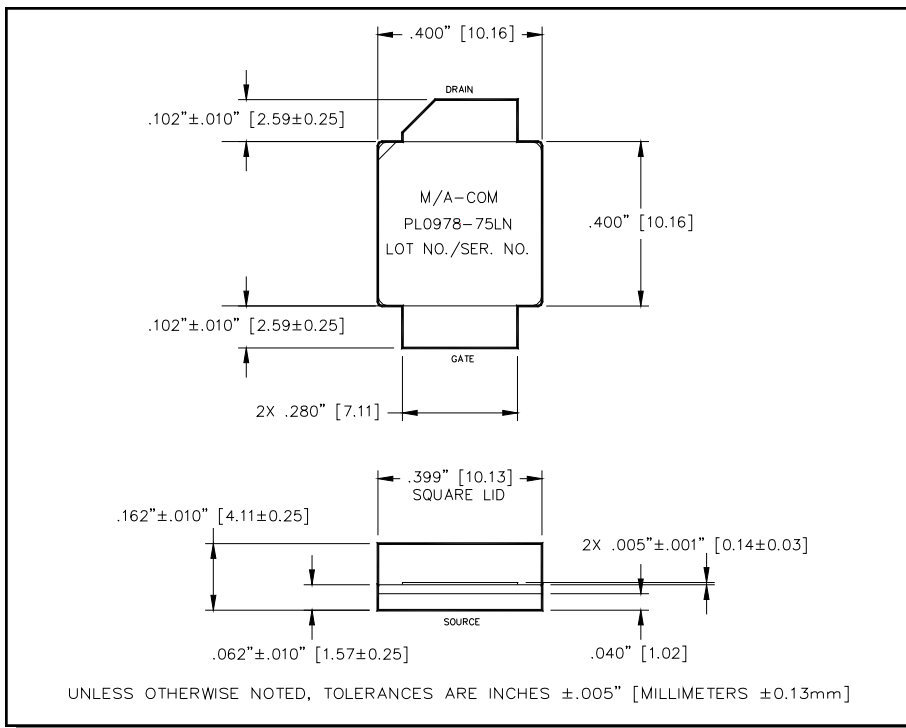 .400" [10.16]
DRAIN
.102"±.010" [2.59±0.25]
M/A-COM
PL0978-75LN
LOT NO./SER. NO.
.400" [10.16]
.102"±.010" [2.59±0.25]
GATE
2X .280" [7.11]
.399" [10.13]
SQUARE LID
.162"±.010" [4.11±0.25]
2X .005"±.001" [0.14±0.03]
SOURCE
.062"±.010" [1.57±0.25]
.040" [1.02]
UNLESS OTHERWISE NOTED, TOLERANCES ARE INCHES ±.005" [MILLIMETERS ±0.13mm]